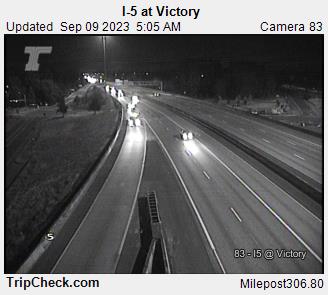 I-5 at Victory
Updated Sep 09 2023 5:05 AM Camera 83
T
5
83 - I5 @ Victory
TripCheck.com Milepost306.80